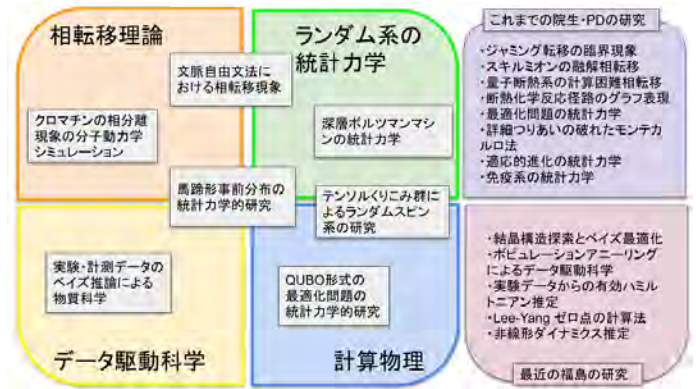 相転移理論
ランダム系の
統計力学
文脈自由文法に
おける相転移現象
クロマチンの相分離
現象の分子動力学
シミュレーション
深層ボルツマンマシ
ンの統計力学
馬蹄形事前分布の
統計力学的研究
テンソルくりこみ群に
よるランダムスピン
系の研究
実験・計測データの
ベイズ推論による
物質科学
QUBO形式の
最適化問題の
統計力学的研究
データ駆動科学
計算物理
これまでの院生・PDの研究
・ジャミング転移の臨界現象
・スキルミオンの融解相転移
・量子断熱系の計算困難相転移
・断熱化学反応径路のグラフ表現
・最適化問題の統計力学
・詳細つりあいの破れたモンテカ
ルロ法
・適応的進化の統計力学
・免疫系の統計力学
・結晶構造探索とベイズ最適化
・ポピュレーションアニーリング
によるデータ駆動科学
・実験データからの有効ハミル
トニアン推定
・Lee-Yang ゼロ点の計算法
・非線形ダイナミクス推定
最近の福島の研究